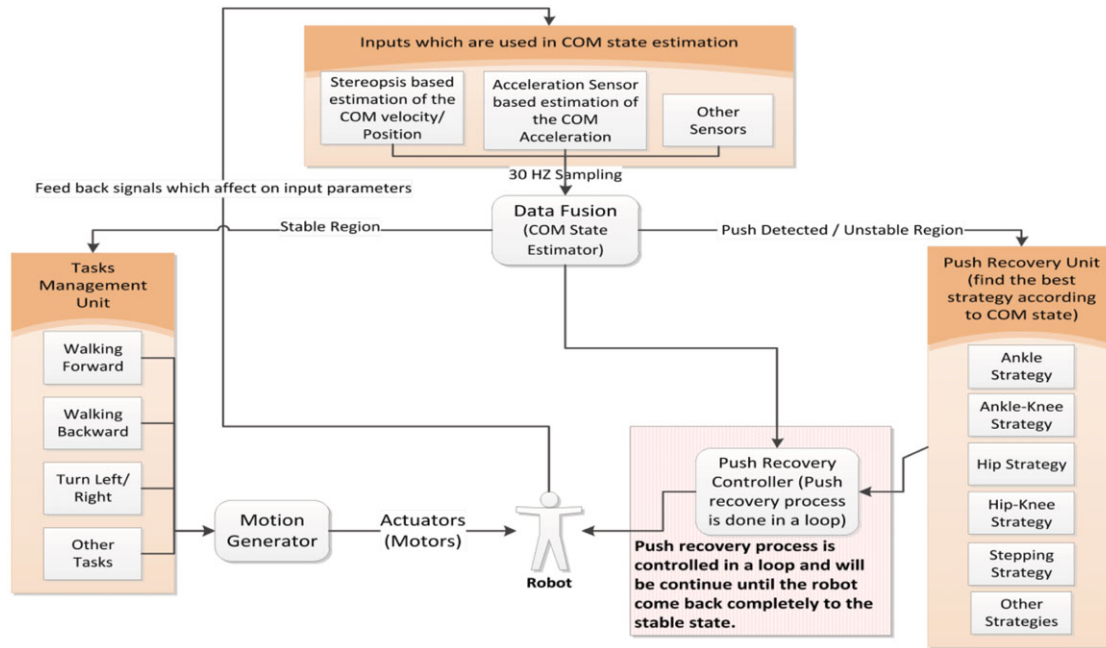 Inputs which are used in COM state estimation
Stereopsis based
estimation of the
COM velocity/
Position
Acceleration Sensor
based estimation of
the COM
Acceleration
Other
Sensors
30 HZ Sampling
Feed back signals which affect on input parameters
Data Fusion
(COM State
Estimator)
Stable Region
Push Detected / Unstable Region
Tasks
Management
Unit
Walking
Forward
Walking
Backward
Turn Left/
Right
Other
Tasks
Motion
Generator
Actuators
(Motors)
Robot
Push Recovery
Controller (Push
recovery process
is done in a loop)
Push recovery process is
controlled in a loop and will
be continue until the robot
come back completely to the
stable state.
Push Recovery Unit
(find the best
strategy according
to COM state)
Ankle
Strategy
Ankle-Knee
Strategy
Hip Strategy
Hip-Knee
Strategy
Stepping
Strategy
Other
Strategies